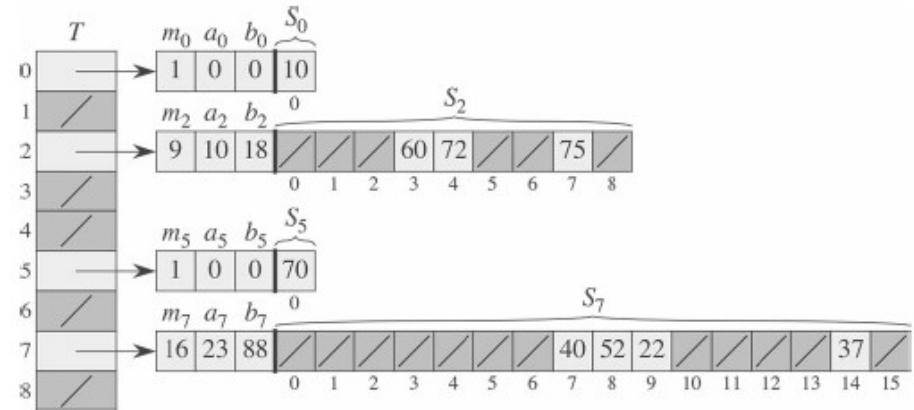 T
m0 a0 b0 S0
0 1 0 0 10
0
1
m2 a2 b2 S2
2 9 10 18 60 72 75
0 1 2 3 4 5 6 7 8
3
4
m5 a5 b5 S5
5 1 0 0 70
0
6
m7 a7 b7 S7
7 16 23 88 40 52 22 37
0 1 2 3 4 5 6 7 8 9 10 11 12 13 14 15
8